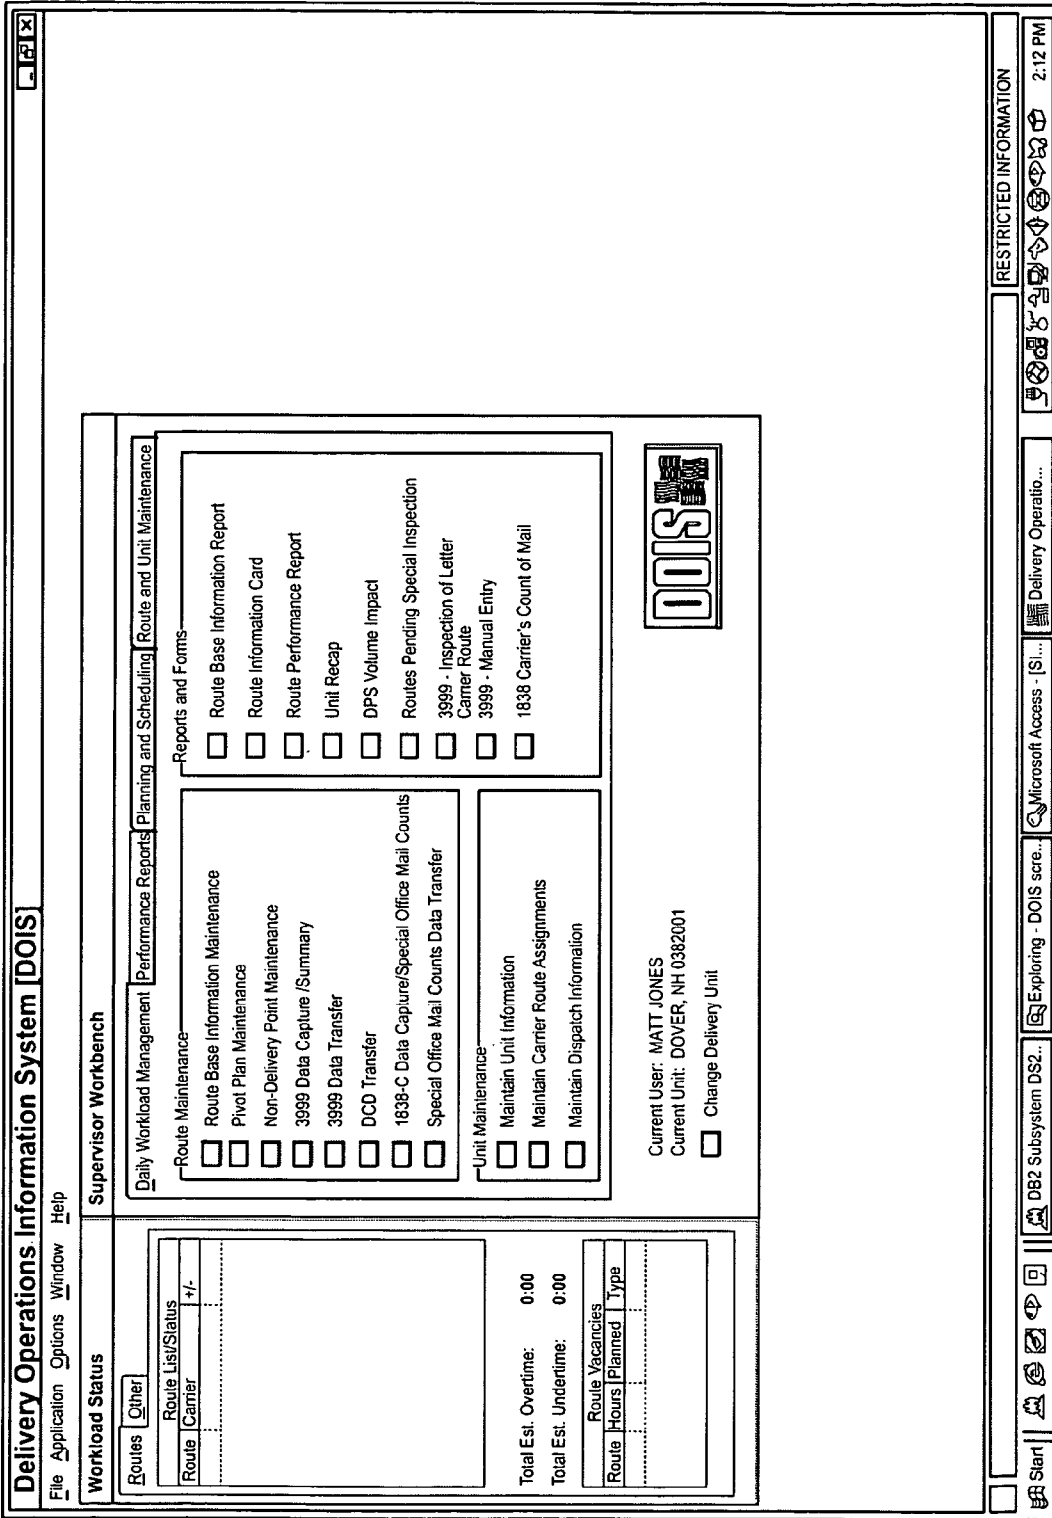 Delivery Operations Information System [DOIS]
File Application Options Window Help
Workload Status
Routes Other
Route List/Status
Route Carrier +/-
Total Est. Overtime: 0:00
Total Est. Undertime: 0:00
Route Vacancies
Route Hours Planned Type
Supervisor Workbench
Daily Workload Management Performance Reports Planning and Scheduling Route and Unit Maintenance
Route Maintenance
Route Base Information Maintenance
Pivot Plan Maintenance
Non-Delivery Point Maintenance
3999 Data Capture /Summary
3999 Data Transfer
DCD Transfer
1838-C Data Capture/Special Office Mail Counts
Special Office Mail Counts Data Transfer
Unit Maintenance
Maintain Unit Information
Maintain Carrier Route Assignments
Maintain Dispatch Information
Reports and Forms
Route Base Information Report
Route Information Card
Route Performance Report
Unit Recap
DPS Volume Impact
Routes Pending Special Inspection
3999 - Inspection of Letter
Carrier Route
3999 - Manual Entry
1838 Carrier's Count of Mail
Current User: MATT JONES
Current Unit: DOVER, NH 0382001
Change Delivery Unit
DOIS
RESTRICTED INFORMATION
Start DB2 Subsystem DS2.. Exploring - DOIS scre... Microsoft Access - [SI... Delivery Operatio... 2:12 PM